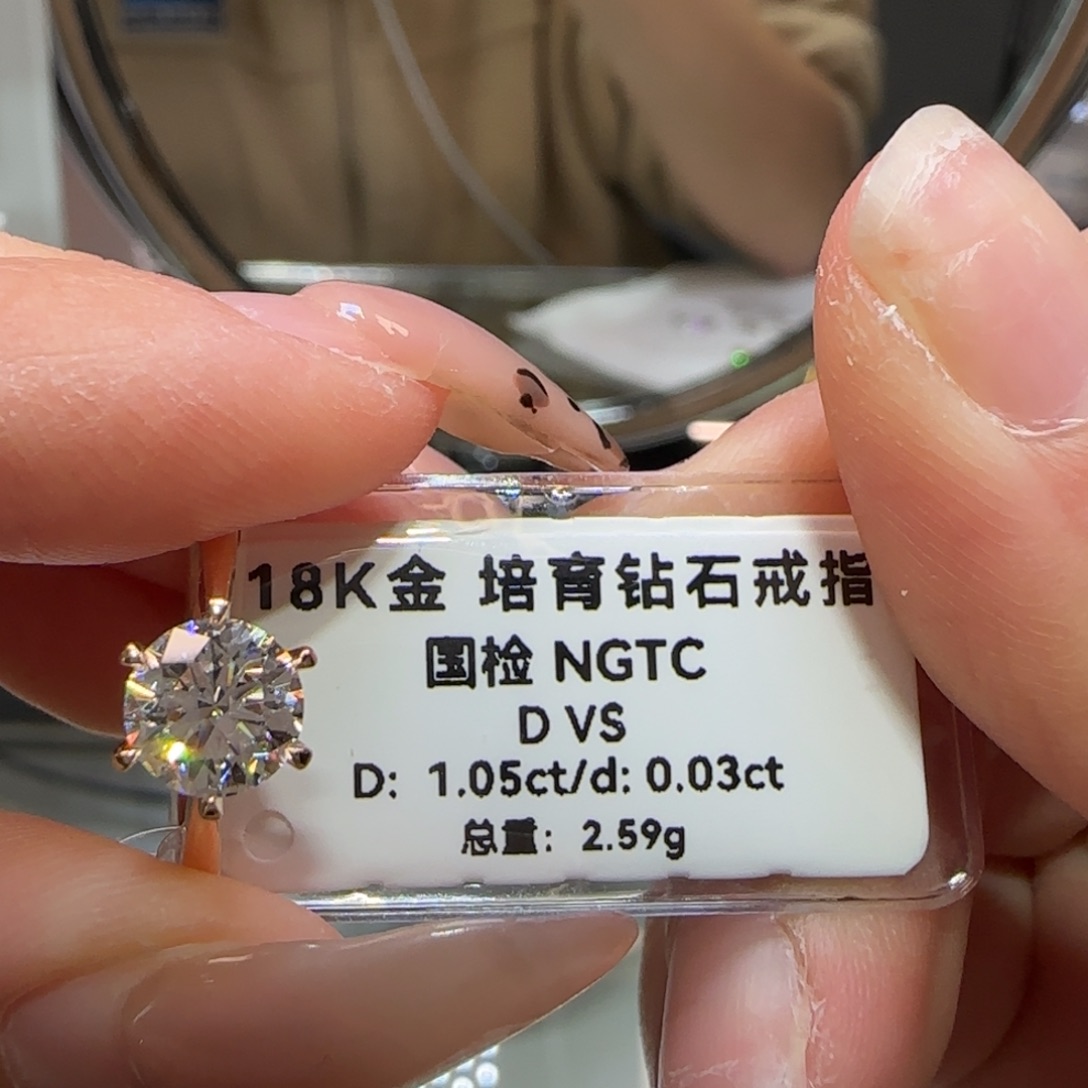 18K金 培育钻石戒指
国检 NGTC
D VS
D: 1.05ct/d: 0.03ct
总重: 2.59g